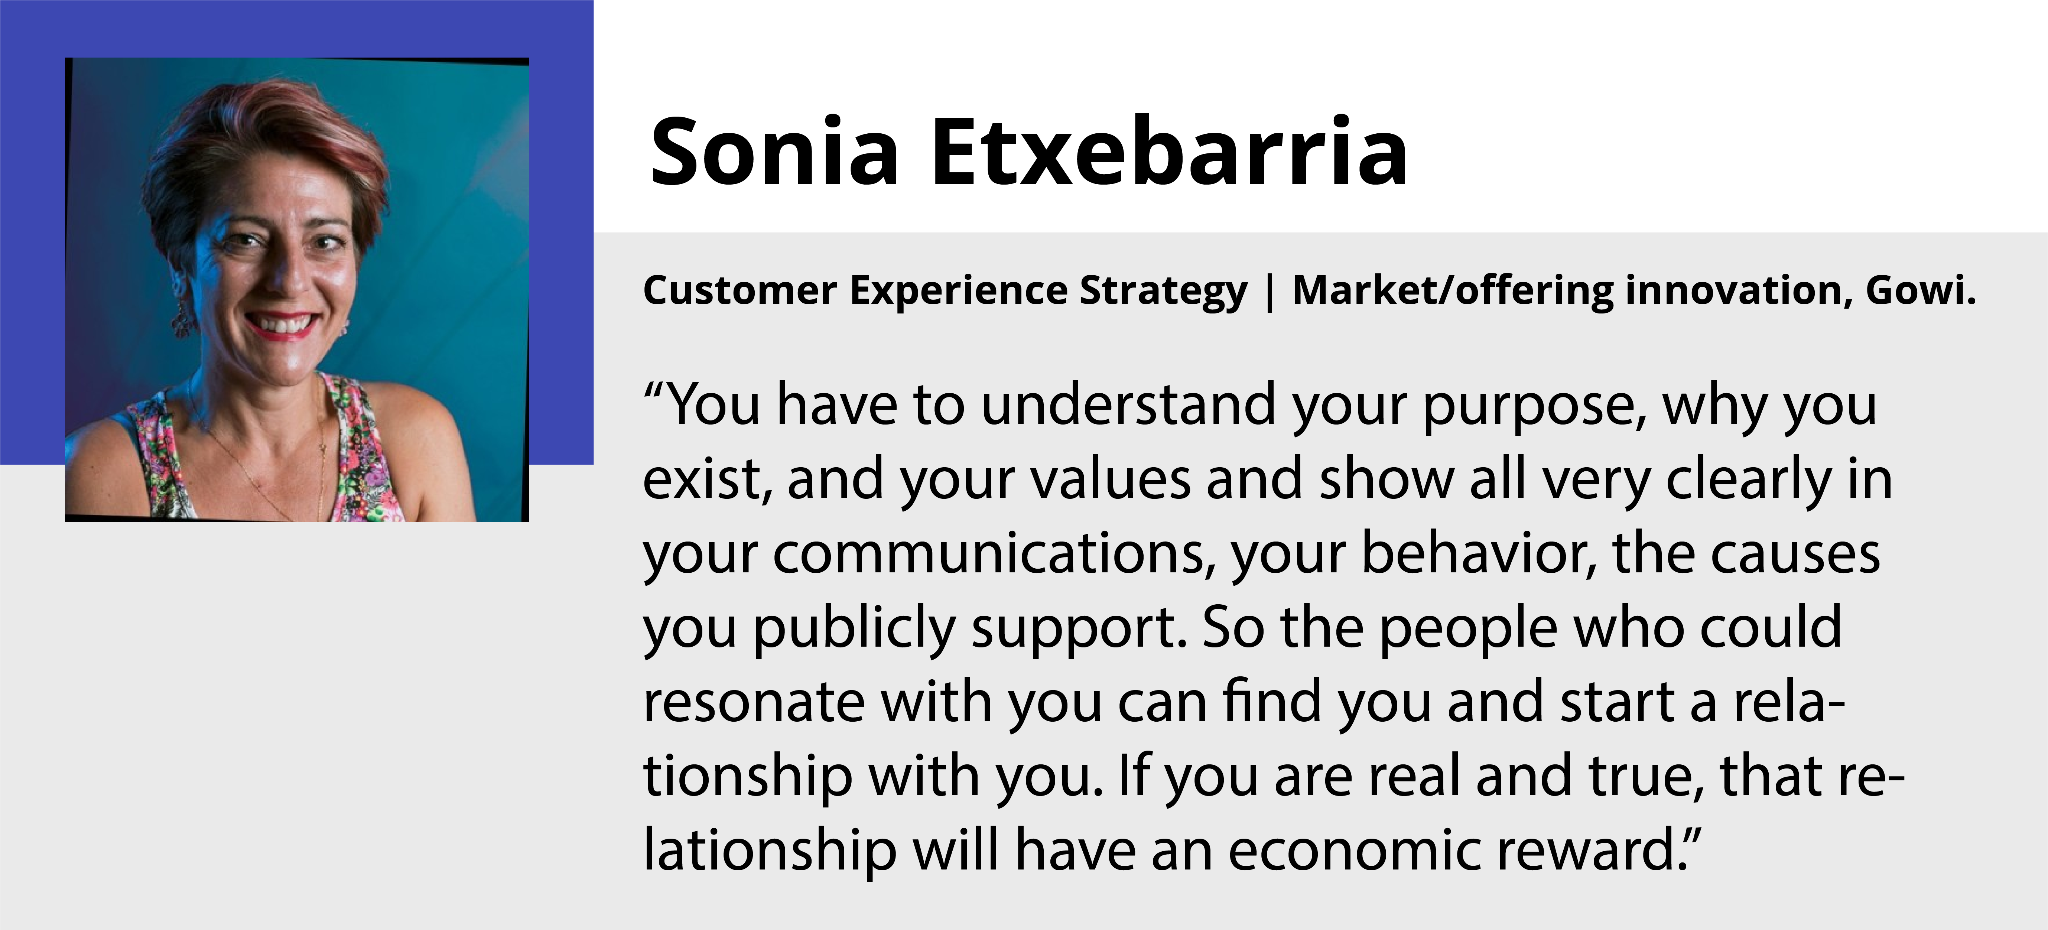 Sonia Etxebarria
Customer Experience Strategy | Market/offering innovation, Gowi.
“You have to understand your purpose, why you
exist, and your values and show all very clearly in
your communications, your behavior, the causes
you publicly support. So the people who could
resonate with you can find you and start a rela-
tionship with you. If you are real and true, that re-
lationship will have an economic reward.”